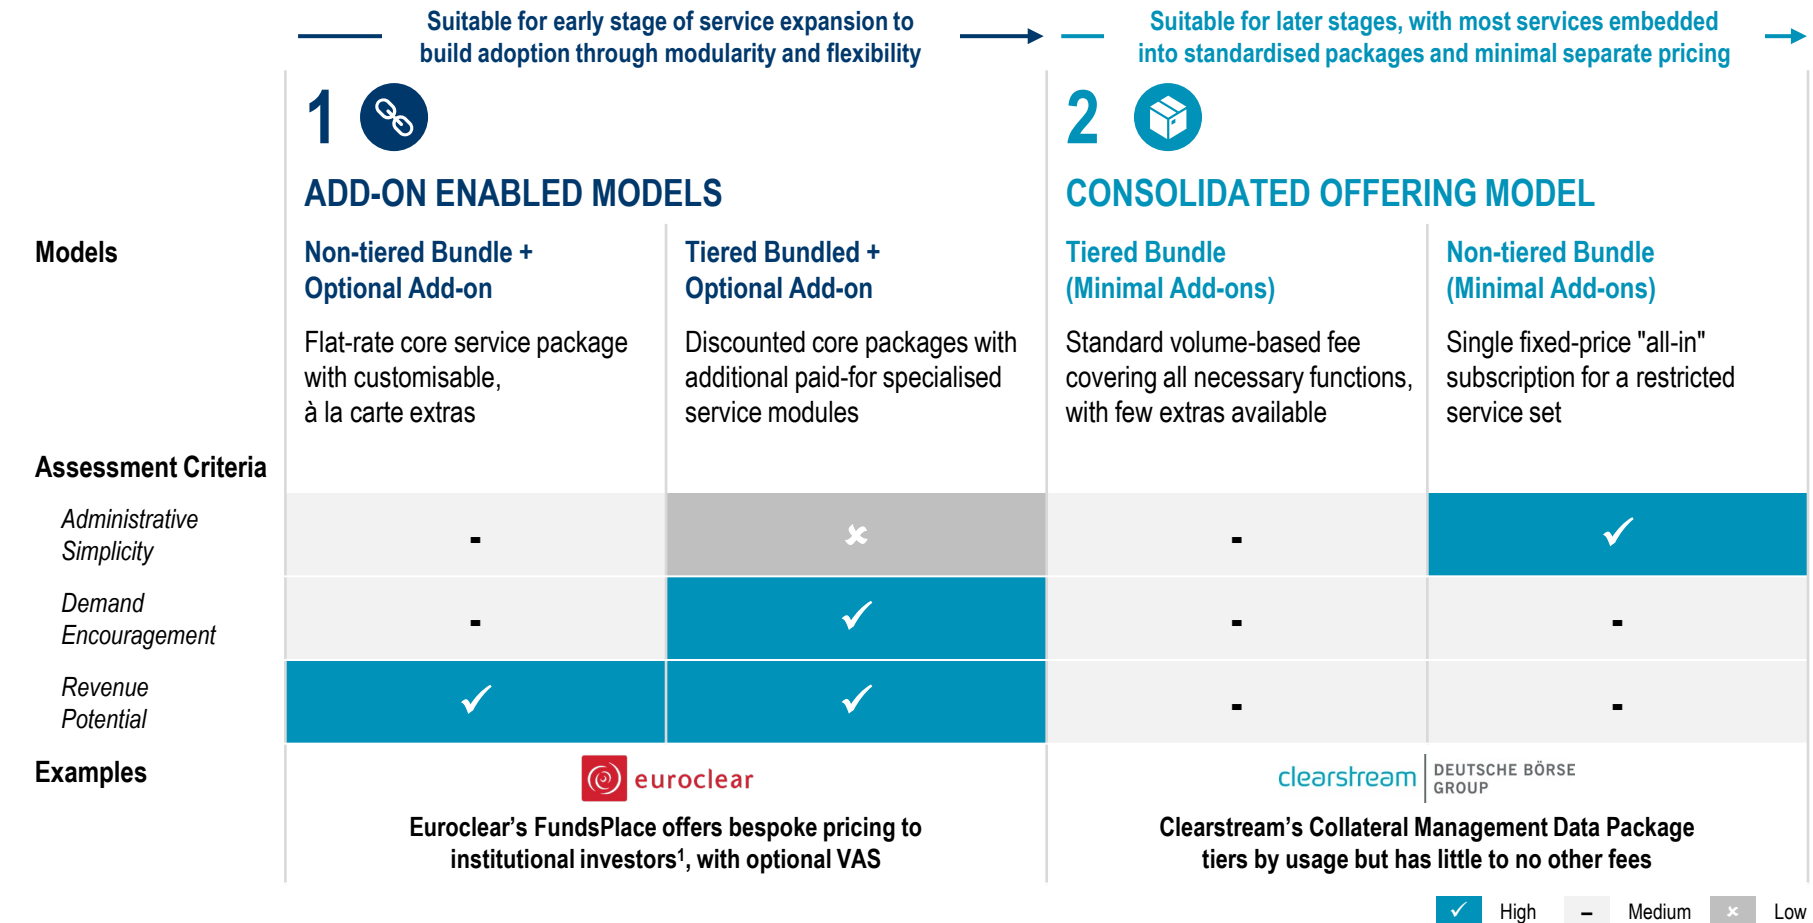 Suitable for early stage of service expansion to
build adoption through modularity and flexibility
Suitable for later stages, with most services embedded
into standardised packages and minimal separate pricing
1
2
ADD-ON ENABLED MODELS
CONSOLIDATED OFFERING MODEL
Models
Non-tiered Bundle +
Optional Add-on
Tiered Bundled +
Optional Add-on
Tiered Bundle
(Minimal Add-ons)
Non-tiered Bundle
(Minimal Add-ons)
Flat-rate core service package
with customisable,
à la carte extras
Discounted core packages with
additional paid-for specialised
service modules
Standard volume-based fee
covering all necessary functions,
with few extras available
Single fixed-price "all-in"
subscription for a restricted
service set
Assessment Criteria
Administrative
Simplicity
- ✘ - ✓
Demand
Encouragement
- ✓ - -
Revenue
Potential
✓ ✓ - -
Examples
euroclear
Euroclear’s FundsPlace offers bespoke pricing to
institutional investors¹, with optional VAS
clearstream
DEUTSCHE BÖRSE
GROUP
Clearstream’s Collateral Management Data Package
tiers by usage but has little to no other fees
✓ High – Medium ✘ Low